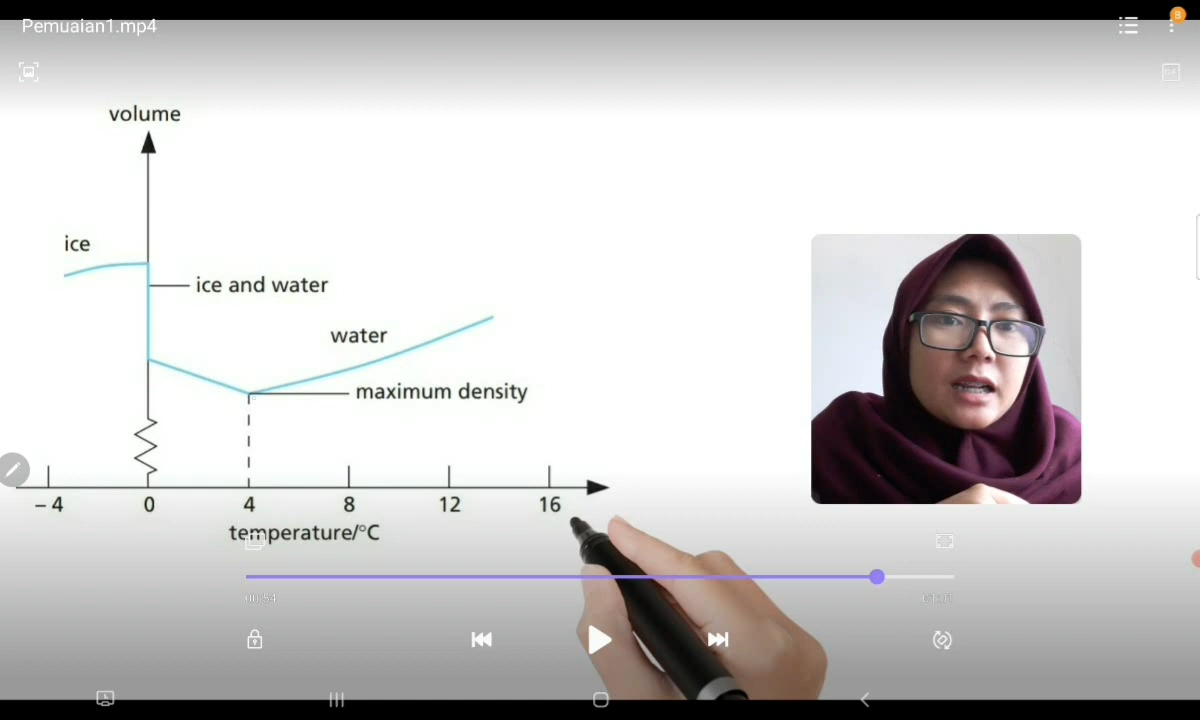 Pemuaian1.mp4
8
volume
ice
ice and water
water
maximum density
– 4 0 4 8 12 16
temperature/°C
00:54